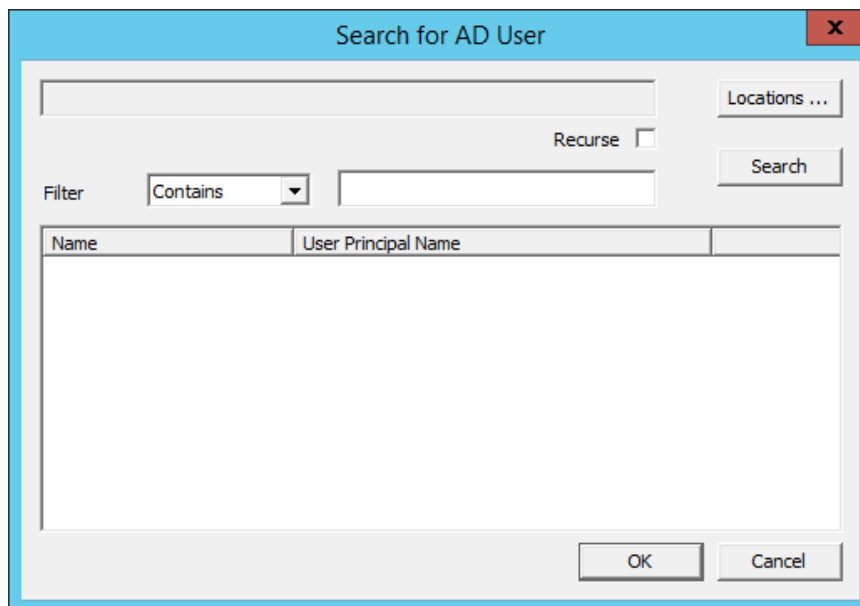 Search for AD User
x
Locations ...
Recurse
Search
Filter Contains
Name User Principal Name
OK Cancel